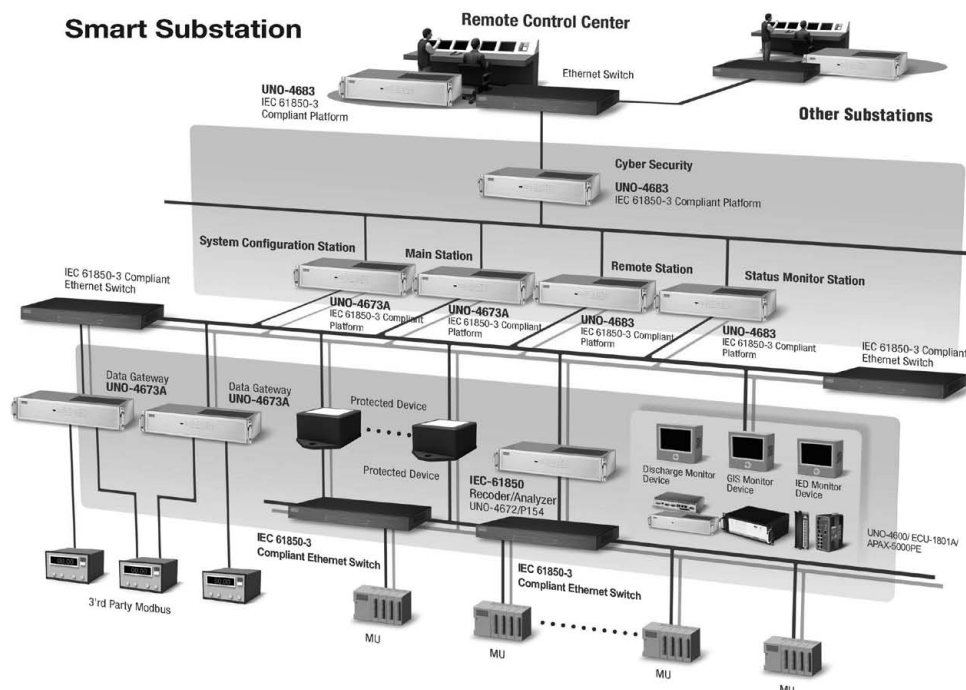 Smart Substation
Remote Control Center
Ethernet Switch
UNO-4683
IEC 61850-3
Compliant Platform
Other Substations
Cyber Security
UNO-4683
IEC 61850-3 Compliant Platform
System Configuration Station
Main Station
Remote Station
Status Monitor Station
IEC 61850-3 Compliant
Ethernet Switch
UNO-4673A
IEC 61850-3 Compliant
Platform
UNO-4673A
IEC 61850-3 Compliant
Platform
UNO-4683
IEC 61850-3 Compliant
Platform
UNO-4683
IEC 61850-3 Compliant
Platform
IEC 61850-3 Compliant
Ethernet Switch
Data Gateway
UNO-4673A
Data Gateway
UNO-4673A
Protected Device
Protected Device
IEC-61850
Recoder/Analyzer
UNO-4672/P154
Discharge Monitor
Device
GIS Monitor
Device
IED Monitor
Device
UNO-4600/ ECU-1801A/
APAX-5000PE
IEC 61850-3
Compliant Ethernet Switch
IEC 61850-3
Compliant Ethernet Switch
3'rd Party Modbus
MU
MU
MU
MU